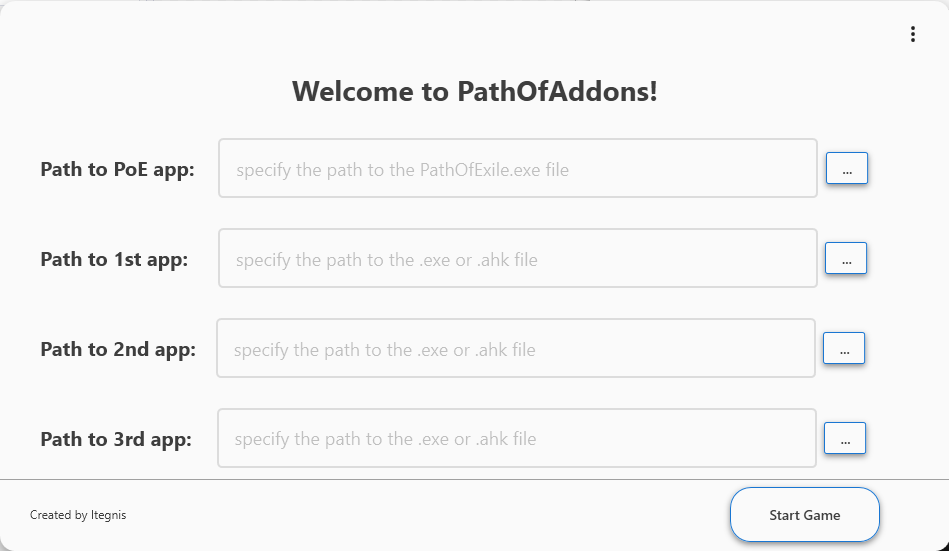 Welcome to PathOfAddons!
Path to PoE app: specify the path to the PathOfExile.exe file ...
Path to 1st app: specify the path to the .exe or .ahk file ...
Path to 2nd app: specify the path to the .exe or .ahk file ...
Path to 3rd app: specify the path to the .exe or .ahk file ...
Created by Itegnis Start Game